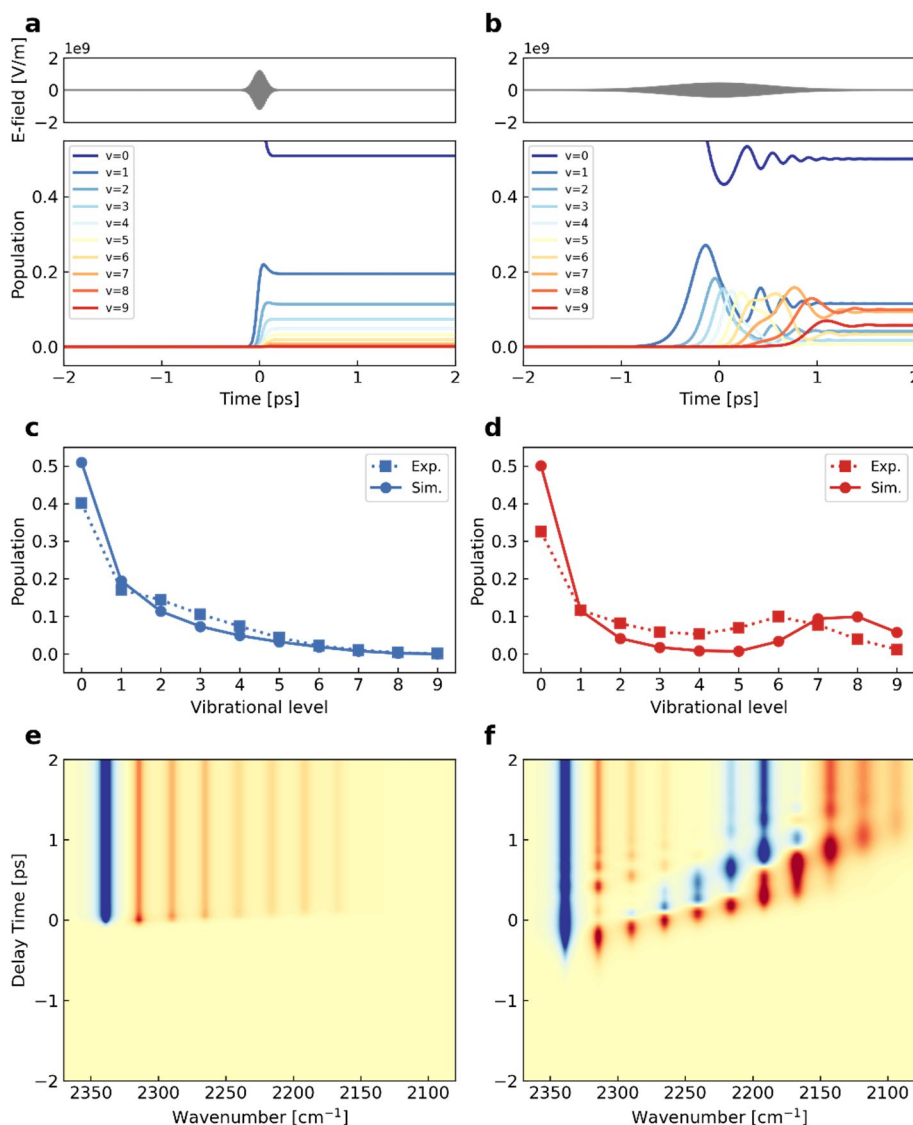 a
b
1e9
E-field [V/m]
2
0
−2
2
0
−2
v=0
v=1
v=2
v=3
v=4
v=5
v=6
v=7
v=8
v=9
Population
0.4
0.2
0.0
−2
−1
0
1
2
Time [ps]
1e9
v=0
v=1
v=2
v=3
v=4
v=5
v=6
v=7
v=8
v=9
Population
0.4
0.2
0.0
−2
−1
0
1
2
Time [ps]
c
d
Population
0.5
0.4
0.3
0.2
0.1
0.0
Exp.
Sim.
0 1 2 3 4 5 6 7 8 9
Vibrational level
Population
0.5
0.4
0.3
0.2
0.1
0.0
Exp.
Sim.
0 1 2 3 4 5 6 7 8 9
Vibrational level
e
f
Delay Time [ps]
2
1
0
−1
−2
2350 2300 2250 2200 2150 2100
Wavenumber [cm⁻¹]
2
1
0
−1
−2
2350 2300 2250 2200 2150 2100
Wavenumber [cm⁻¹]